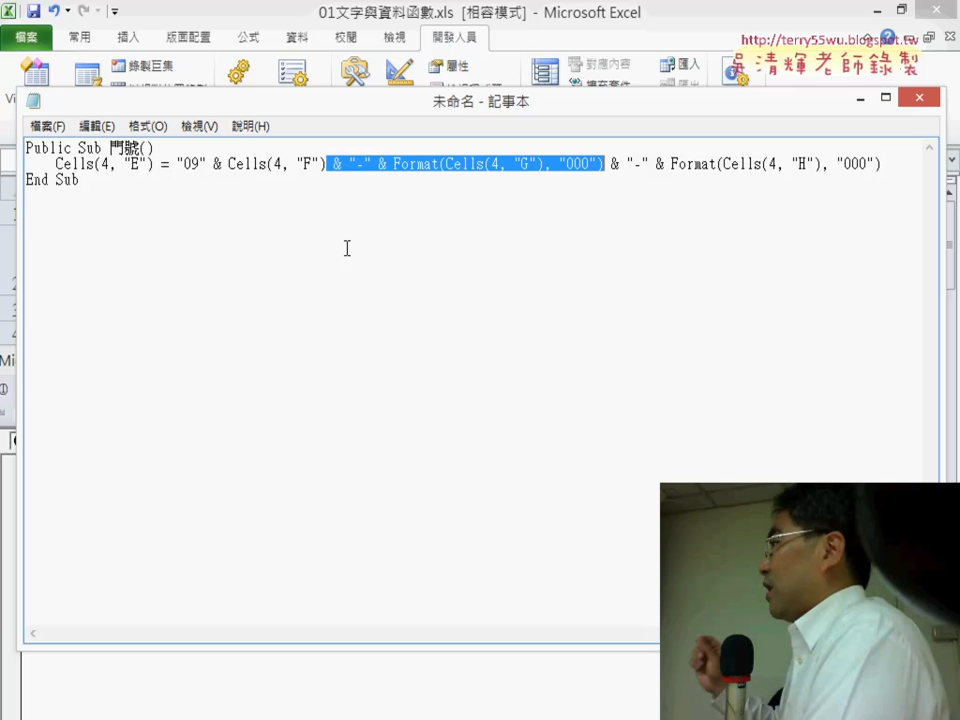 01文字與資料函數.xls [相容模式] - Microsoft Excel
檔案 常用 插入 版面配置 公式 資料 校閱 檢視 開發人員
http://terry55wu.blogspot.tw
吳清輝老師錄製
錄製巨集 屬性 對應內容 匯入
未命名 - 記事本
檔案(F) 編輯(E) 格式(O) 檢視(V) 說明(H)
Public Sub 門號()
Cells(4, "E") = "09" & Cells(4, "F") & "-" & Format(Cells(4, "G"), "000") & "-" & Format(Cells(4, "H"), "000")
End Sub